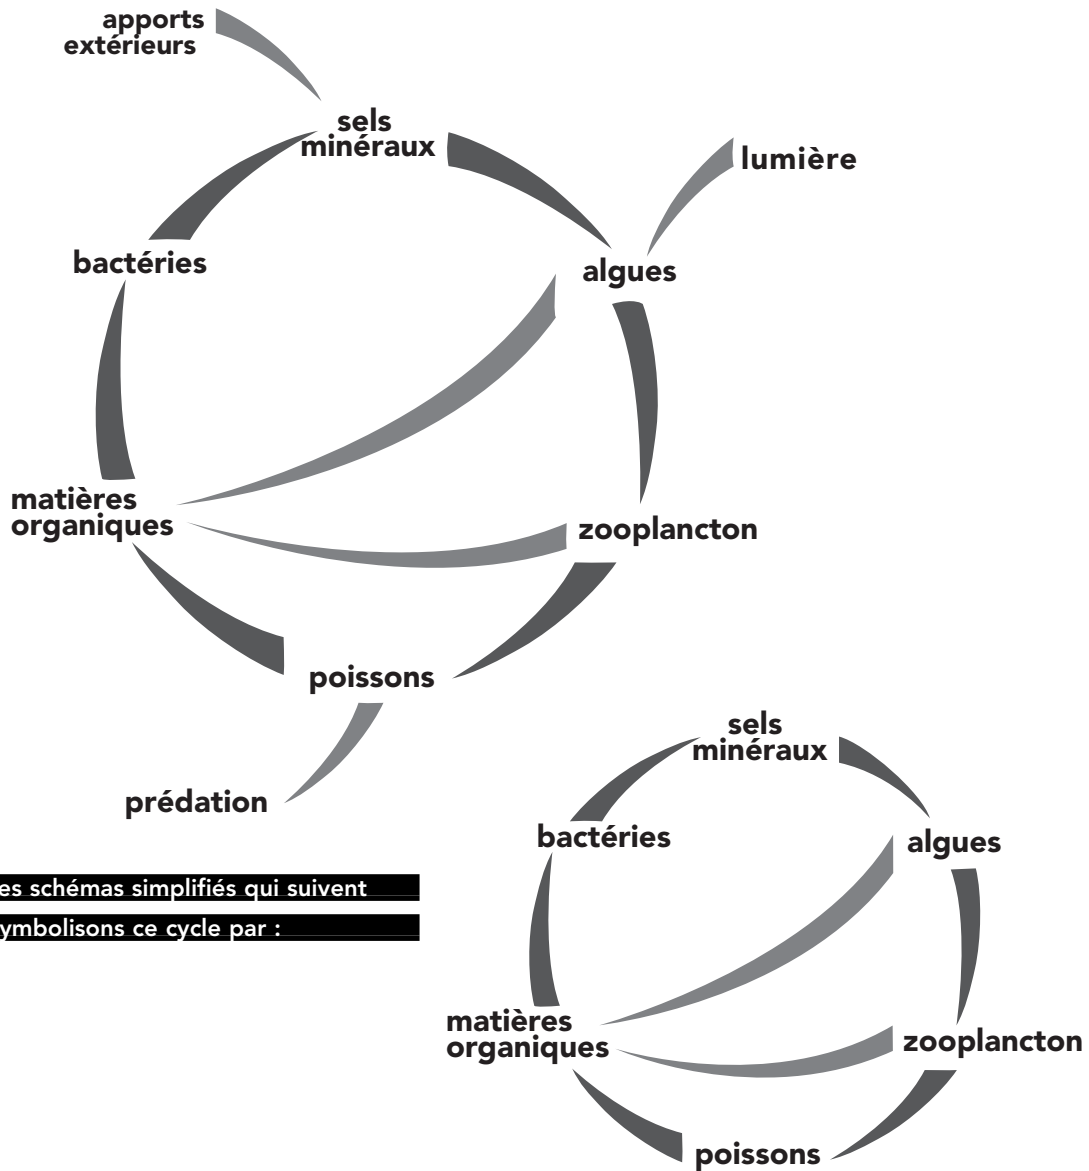 apports
extérieurs
sels
minéraux
lumière
bactéries
algues
matières
organiques
zooplancton
poissons
prédation
es schémas simplifiés qui suivent
ymbolisons ce cycle par :
sels
minéraux
bactéries
algues
matières
organiques
zooplancton
poissons